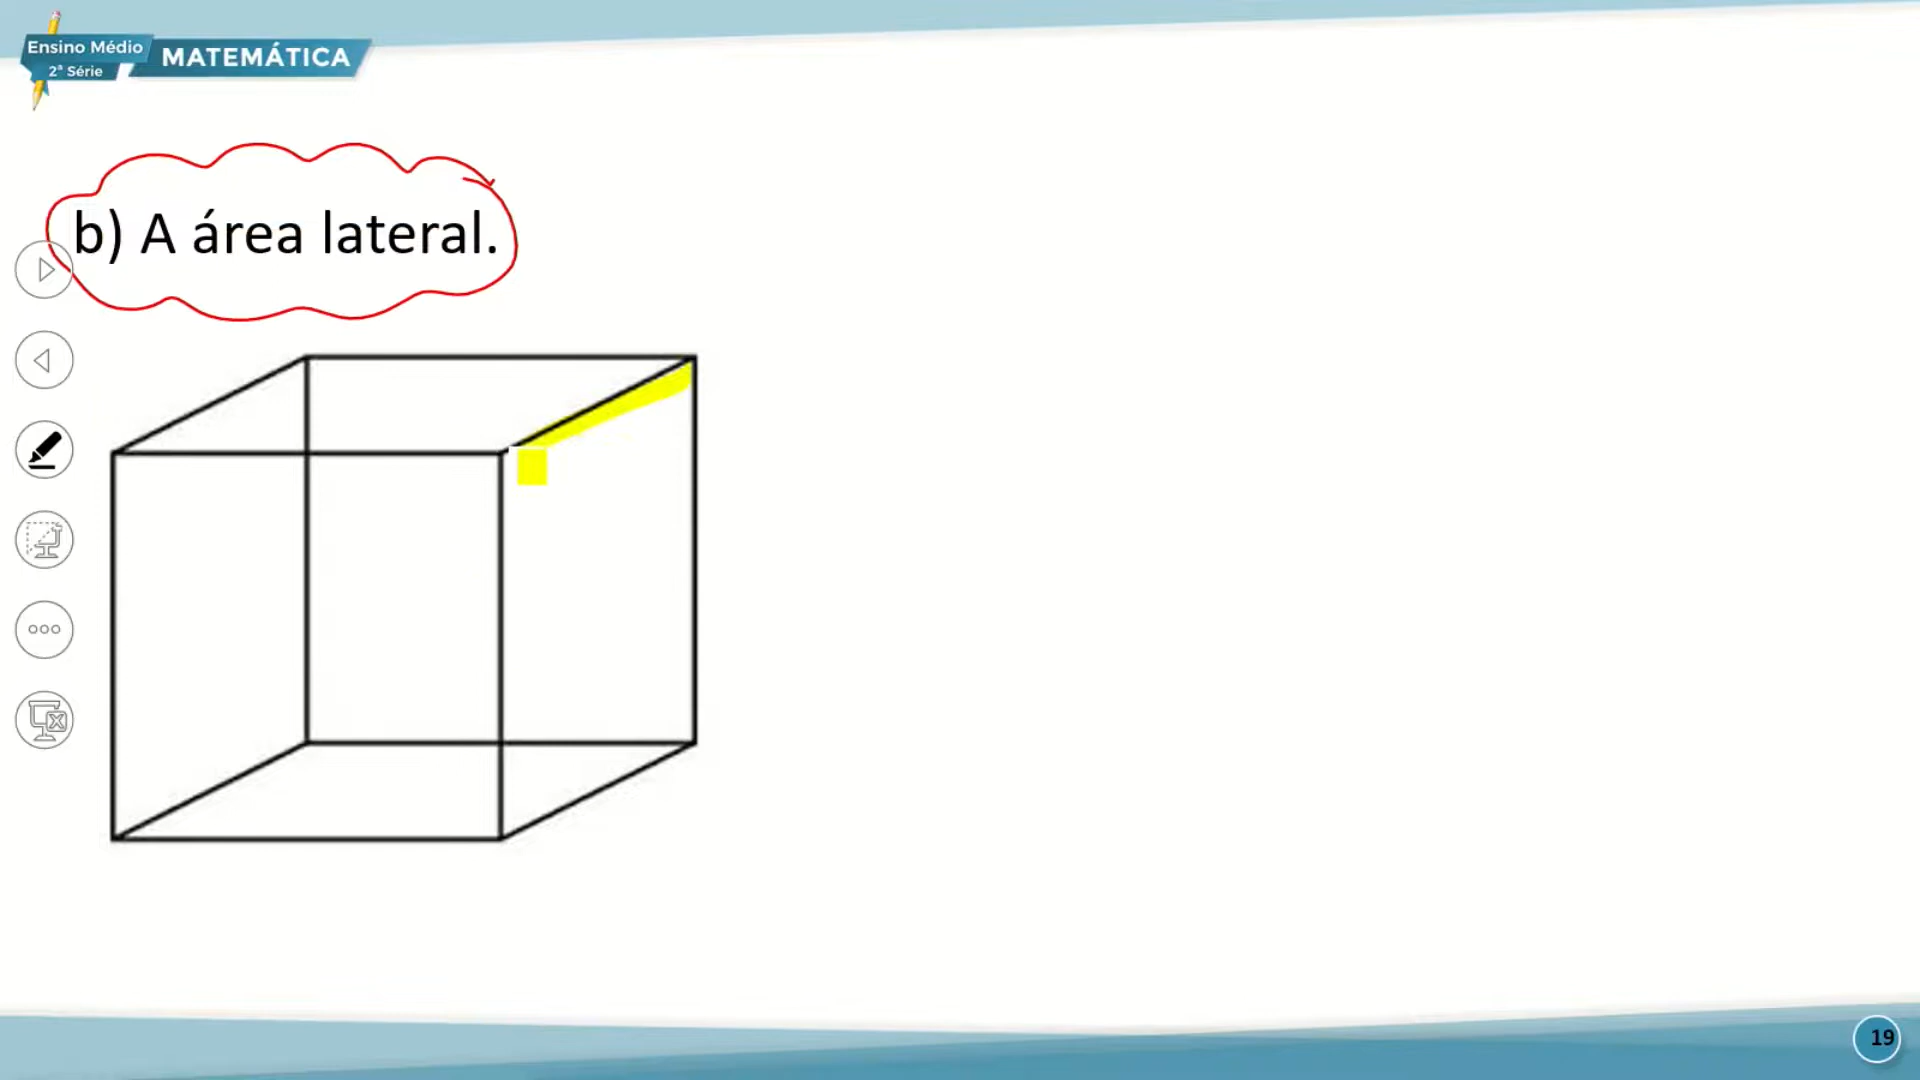 Ensino Médio
2ª Série
MATEMÁTICA
b) A área lateral.
19